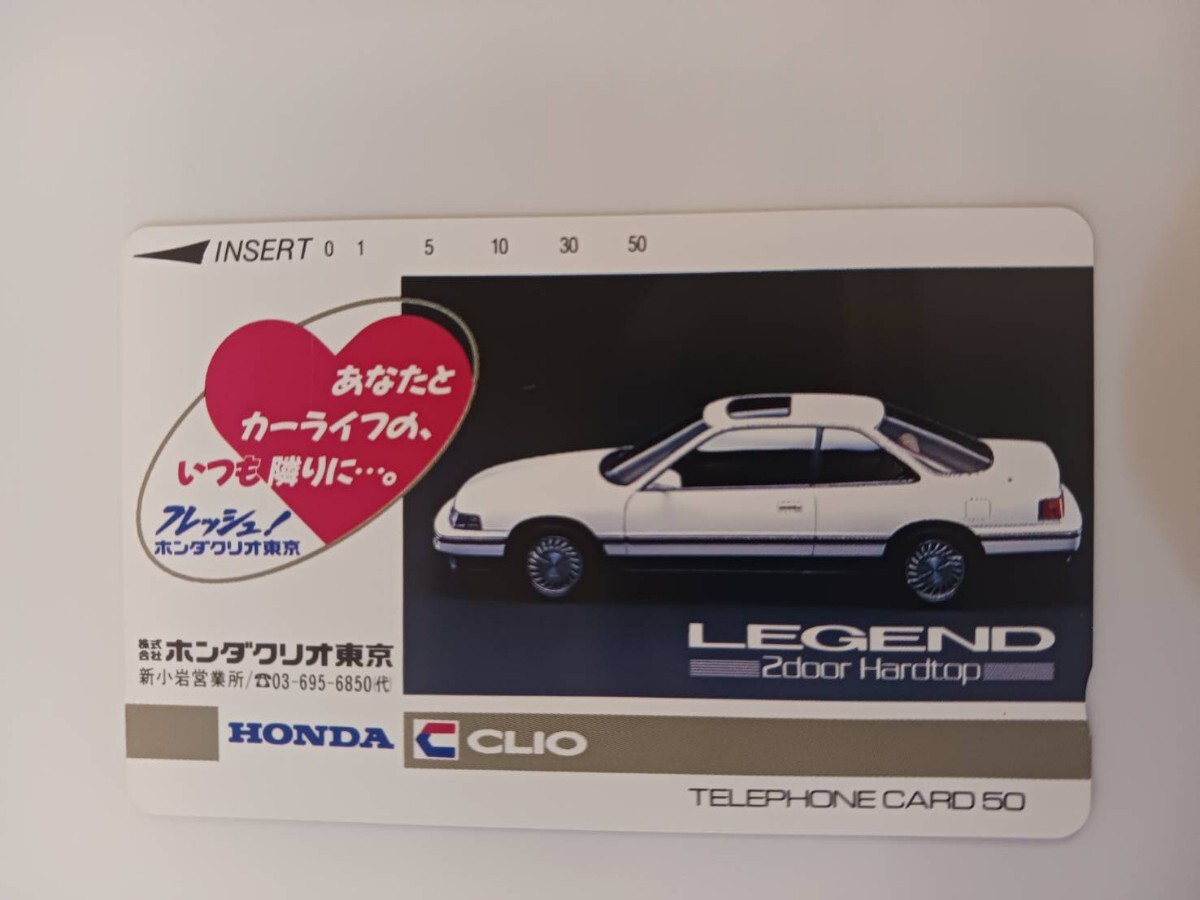 INSERT 0 1 5 10 30 50
あなたと
カーライフの、
いつも隣りに…。
フレッシュ!
ホンダクリオ東京
LEGEND
2door Hardtop
株式会社 ホンダクリオ東京
新小岩営業所/☎03-695-6850(代)
HONDA CLIO
TELEPHONE CARD 50